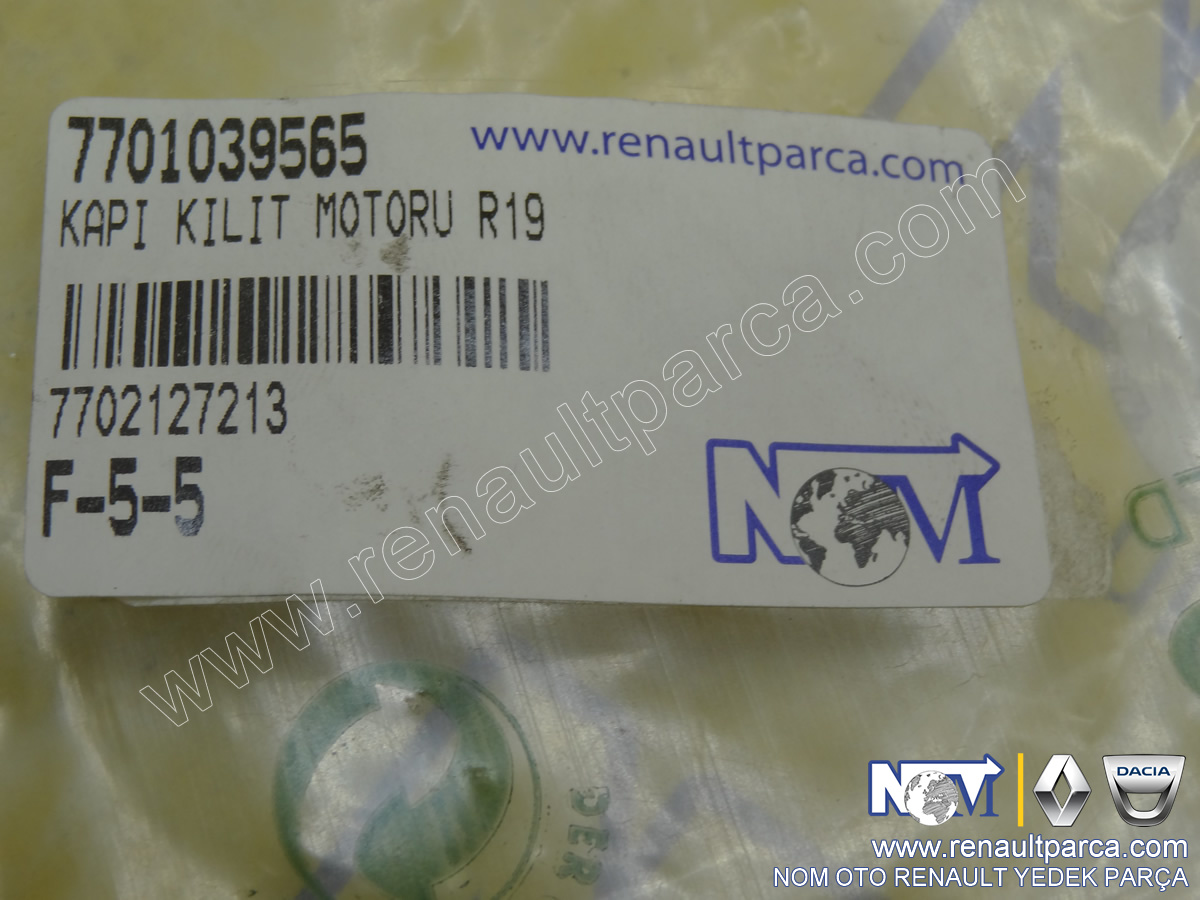 7701039565
www.renaultparca.com
KAPI KILIT MOTORU R19
7702127213
F-5-5
NOM
www.renaultparca.com
DER
NOM
DACIA
www.renaultparca.com
NOM OTO RENAULT YEDEK PARÇA